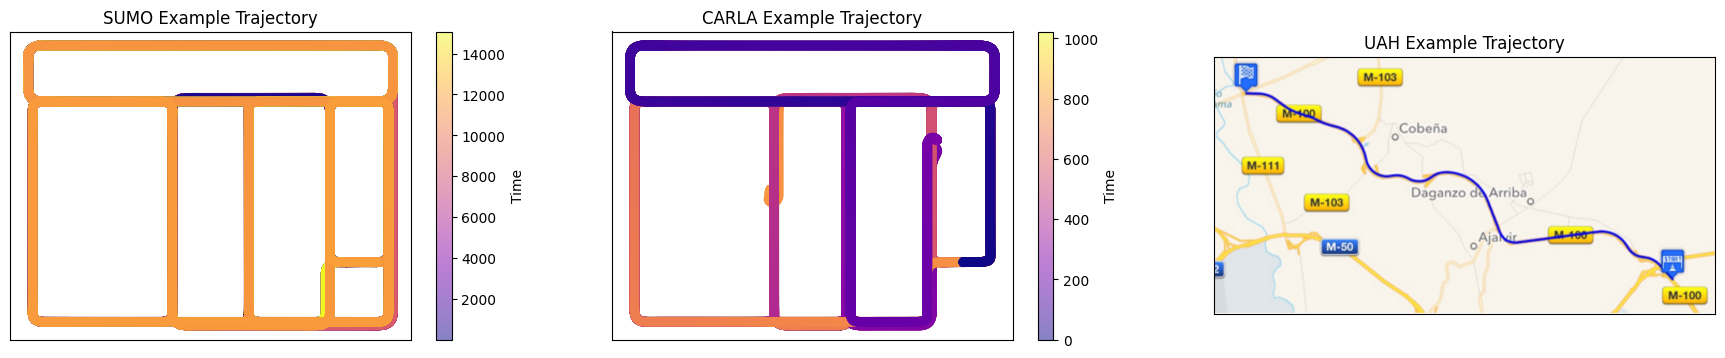 SUMO Example Trajectory
14000
12000
10000
8000
6000
4000
2000
Time
CARLA Example Trajectory
1000
800
600
400
200
0
Time
UAH Example Trajectory
M-103
M-100
Cobeña
M-111
Daganzo de Arriba
M-103
Ajalvir
M-100
M-50
2
M-100